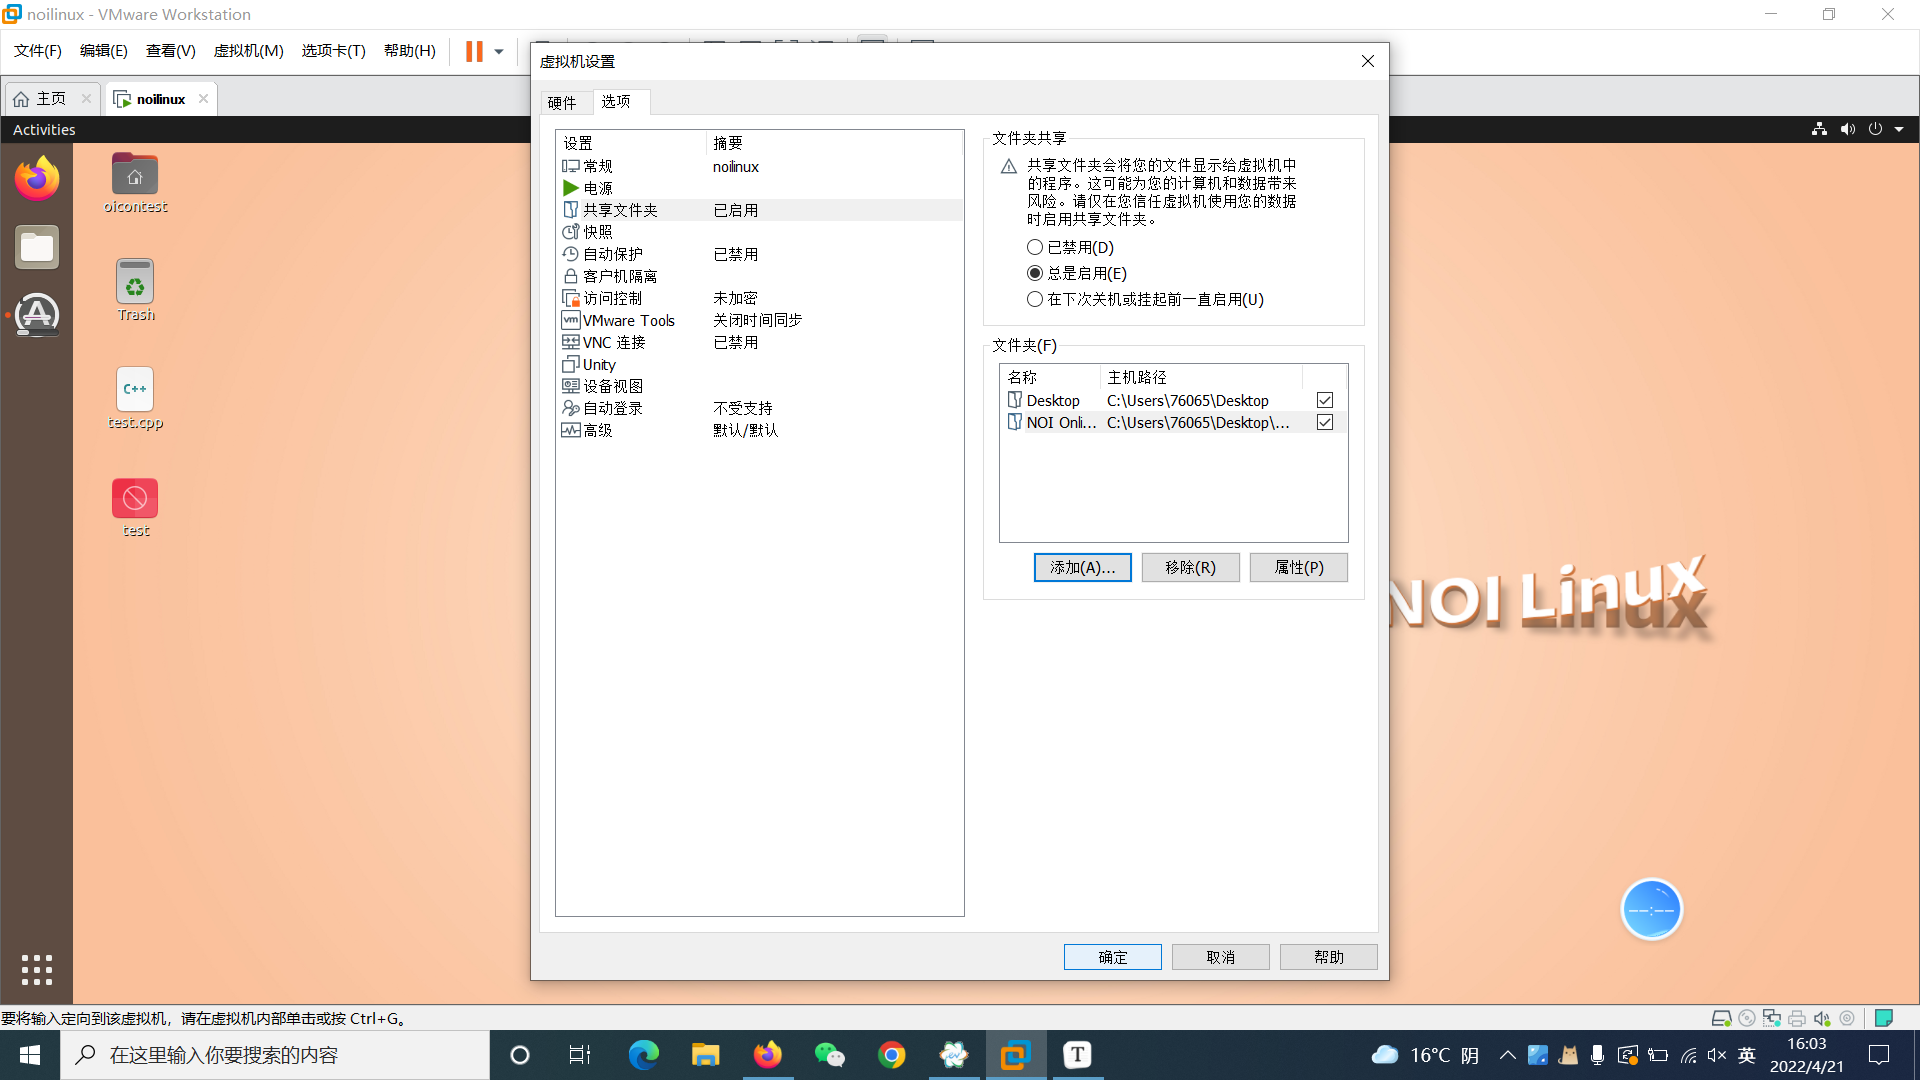 noilinux - VMware Workstation
文件(F) 编辑(E) 查看(V) 虚拟机(M) 选项卡(T) 帮助(H)
主页
noilinux
Activities
oicontest
Trash
C++
test.cpp
test
NOI Linux
虚拟机设置
硬件 选项
设置 摘要
常规 noilinux
电源
共享文件夹 已启用
快照
自动保护 已禁用
客户机隔离
访问控制 未加密
vm VMware Tools 关闭时间同步
VNC 连接 已禁用
Unity
设备视图
自动登录 不受支持
高级 默认/默认
文件夹共享
共享文件夹会将您的文件显示给虚拟机中
的程序。这可能为您的计算机和数据带来
风险。请仅在您信任虚拟机使用您的数据
时启用共享文件夹。
已禁用(D)
总是启用(E)
在下次关机或挂起前一直启用(U)
文件夹(F)
名称 主机路径
Desktop C:\Users\76065\Desktop
NOI Onli... C:\Users\76065\Desktop\...
添加(A)... 移除(R) 属性(P)
确定 取消 帮助
要将输入定向到该虚拟机，请在虚拟机内部单击或按 Ctrl+G。
在这里输入你要搜索的内容
T
16°C 阴
英
16:03
2022/4/21